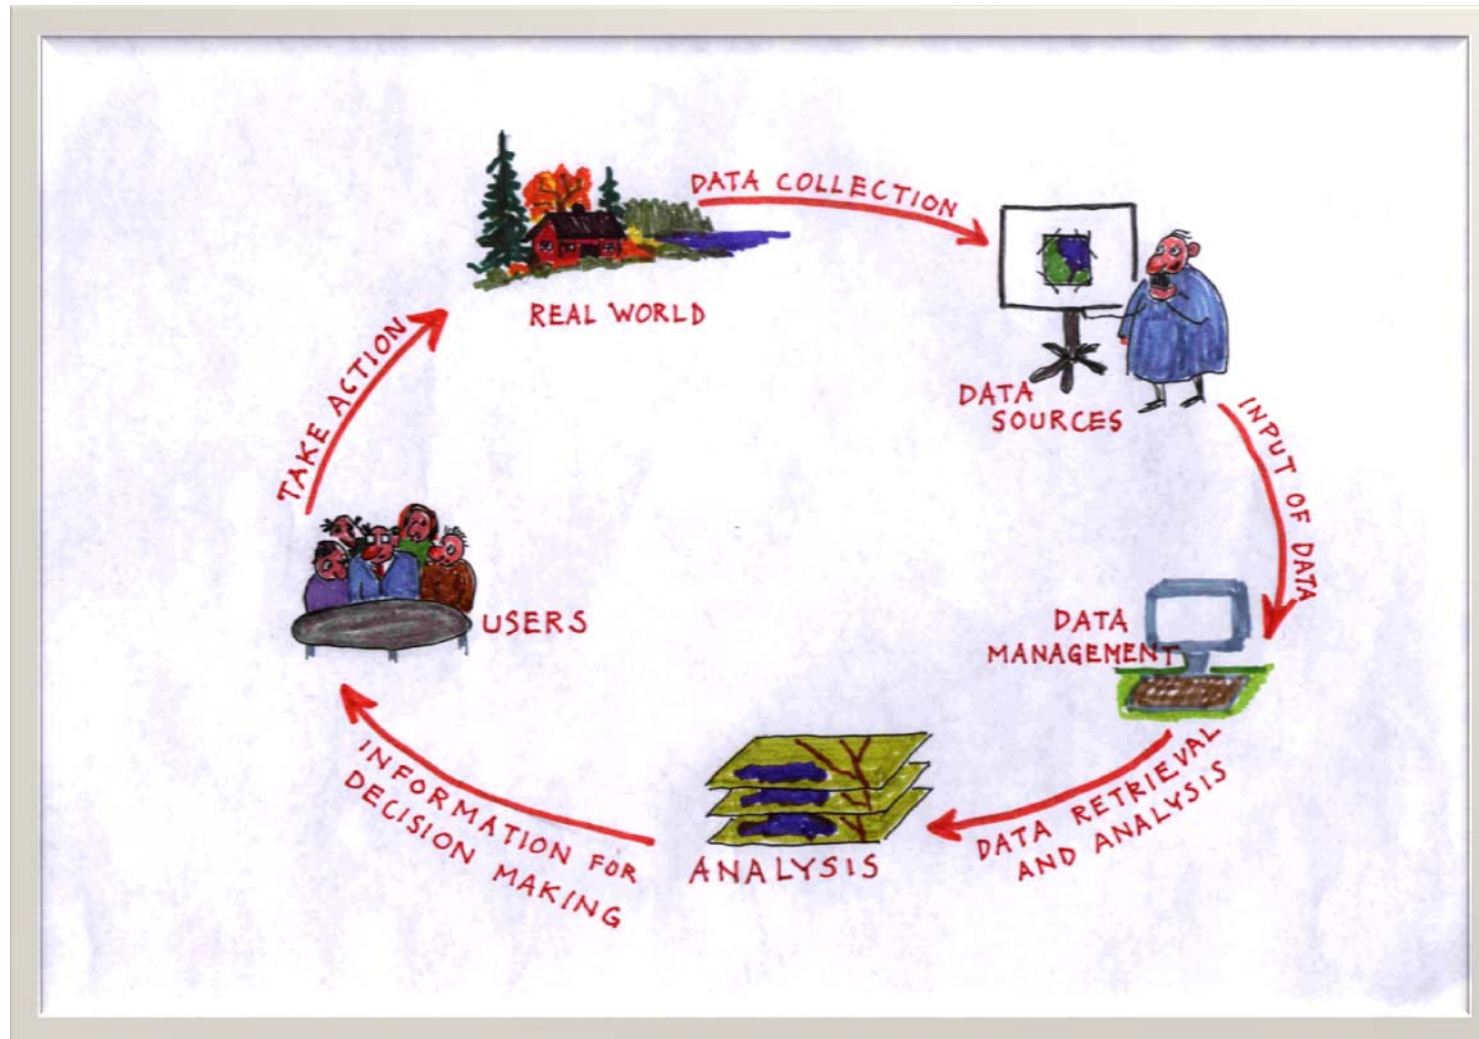 DATA COLLECTION
REAL WORLD
DATA
SOURCES
INPUT OF DATA
DATA
MANAGEMENT
DATA RETRIEVAL
AND ANALYSIS
ANALYSIS
INFORMATION FOR
DECISION MAKING
USERS
TAKE ACTION